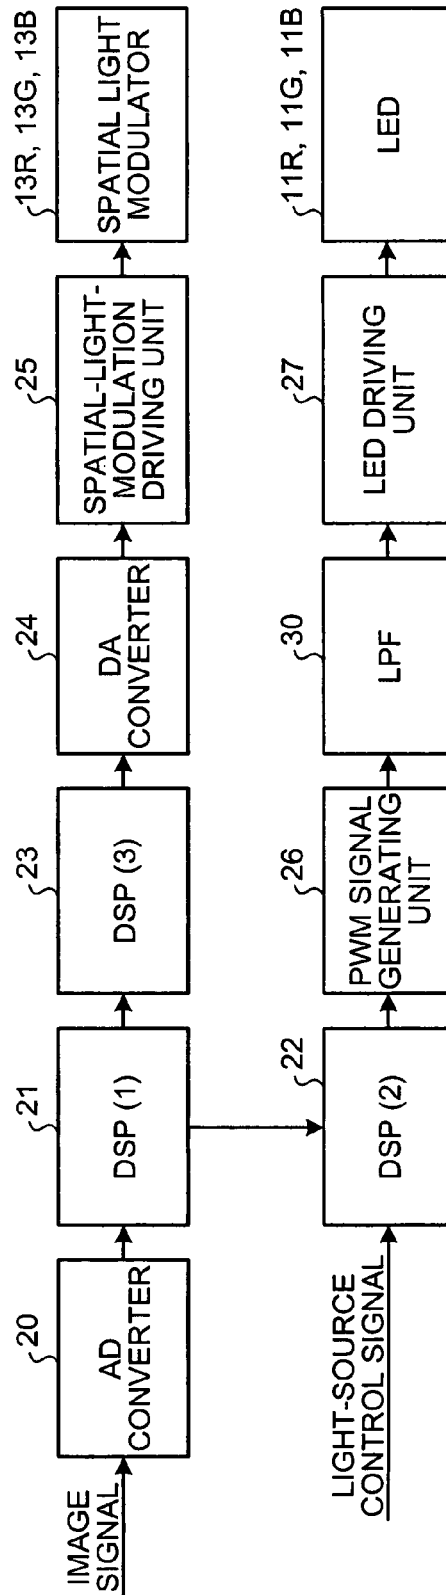 IMAGE
SIGNAL
20
AD
CONVERTER
21
DSP (1)
23
DSP (3)
24
DA
CONVERTER
25
SPATIAL-LIGHT-
MODULATION
DRIVING UNIT
13R, 13G, 13B
SPATIAL LIGHT
MODULATOR
LIGHT-SOURCE
CONTROL SIGNAL
22
DSP (2)
26
PWM SIGNAL
GENERATING
UNIT
30
LPF
27
LED DRIVING
UNIT
11R, 11G, 11B
LED